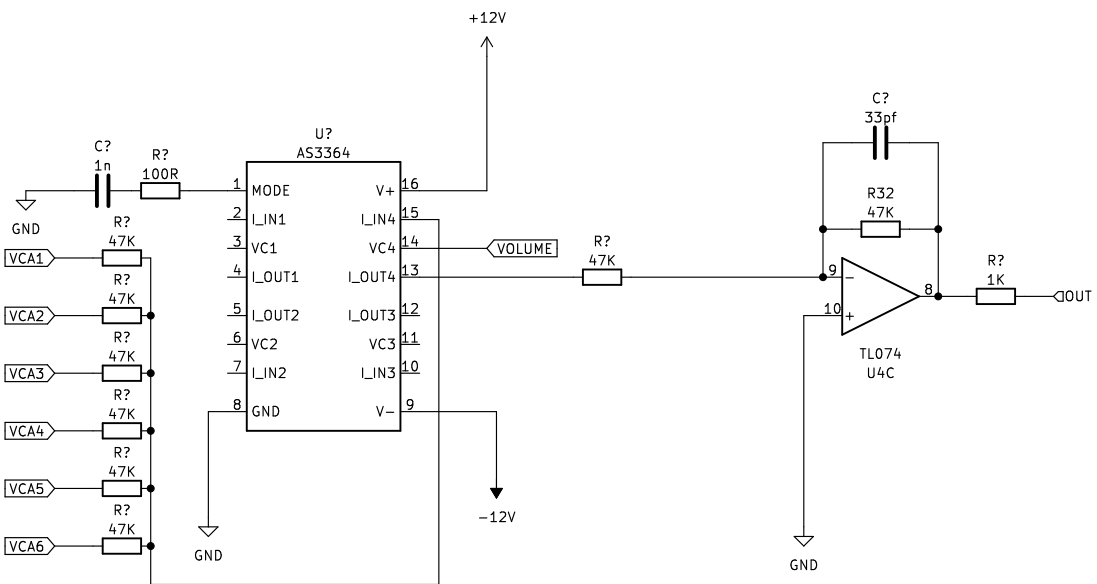 +12V
C?
33pf
U?
AS3364
C?
1n
R?
100R
1 MODE
V+ 16
GND
2 I_IN1
I_IN4 15
R32
47K
R?
47K
VCA1
3 VC1
VC4 14
VOLUME
R?
47K
4 I_OUT1
I_OUT4 13
9 -
8
R?
1K
OUT
R?
47K
VCA2
5 I_OUT2
I_OUT3 12
10 +
R?
47K
VCA3
6 VC2
VC3 11
7 I_IN2
I_IN3 10
TL074
U4C
R?
47K
VCA4
8 GND
V- 9
R?
47K
VCA5
-12V
R?
47K
VCA6
GND
GND